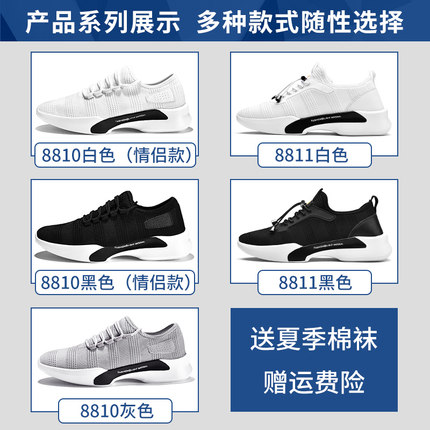 产品系列展示 多种款式随性选择
8810白色（情侣款）
8811白色
8810黑色（情侣款）
8811黑色
8810灰色
送夏季棉袜
赠运费险